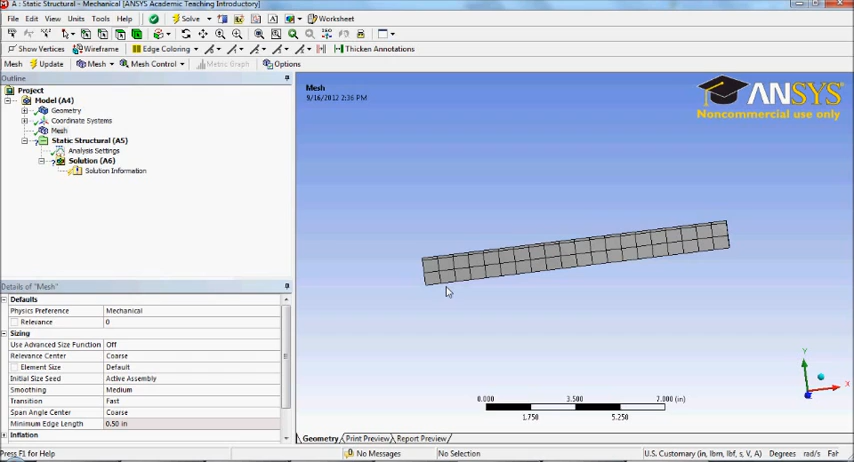 A : Static Structural - Mechanical [ANSYS Academic Teaching Introductory]
File Edit View Units Tools Help Solve Worksheet
Show Vertices Wireframe Edge Coloring Thicken Annotations
Mesh Update Mesh Mesh Control Metric Graph Options
Outline
Project
Model (A4)
Geometry
Coordinate Systems
Mesh
Static Structural (A5)
Analysis Settings
Solution (A6)
Solution Information
Details of "Mesh"
Defaults
Physics Preference Mechanical
Relevance 0
Sizing
Use Advanced Size Function Off
Relevance Center Coarse
Element Size Default
Initial Size Seed Active Assembly
Smoothing Medium
Transition Fast
Span Angle Center Coarse
Minimum Edge Length 0.50 in
Inflation
Mesh
9/16/2012 2:36 PM
ANSYS
Noncommercial use only
Y
X
0.000 3.500 7.000 (in)
1.750 5.250
Geometry Print Preview Report Preview
Press F1 for Help No Messages No Selection U.S. Customary (in, lbm, lbf, s, V, A) Degrees rad/s Fah